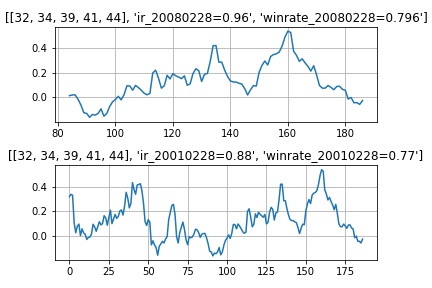 [[32, 34, 39, 41, 44], 'ir_20080228=0.96', 'winrate_20080228=0.796']
0.4
0.2
0.0
80 100 120 140 160 180
[[32, 34, 39, 41, 44], 'ir_20010228=0.88', 'winrate_20010228=0.77']
0.4
0.2
0.0
0 25 50 75 100 125 150 175